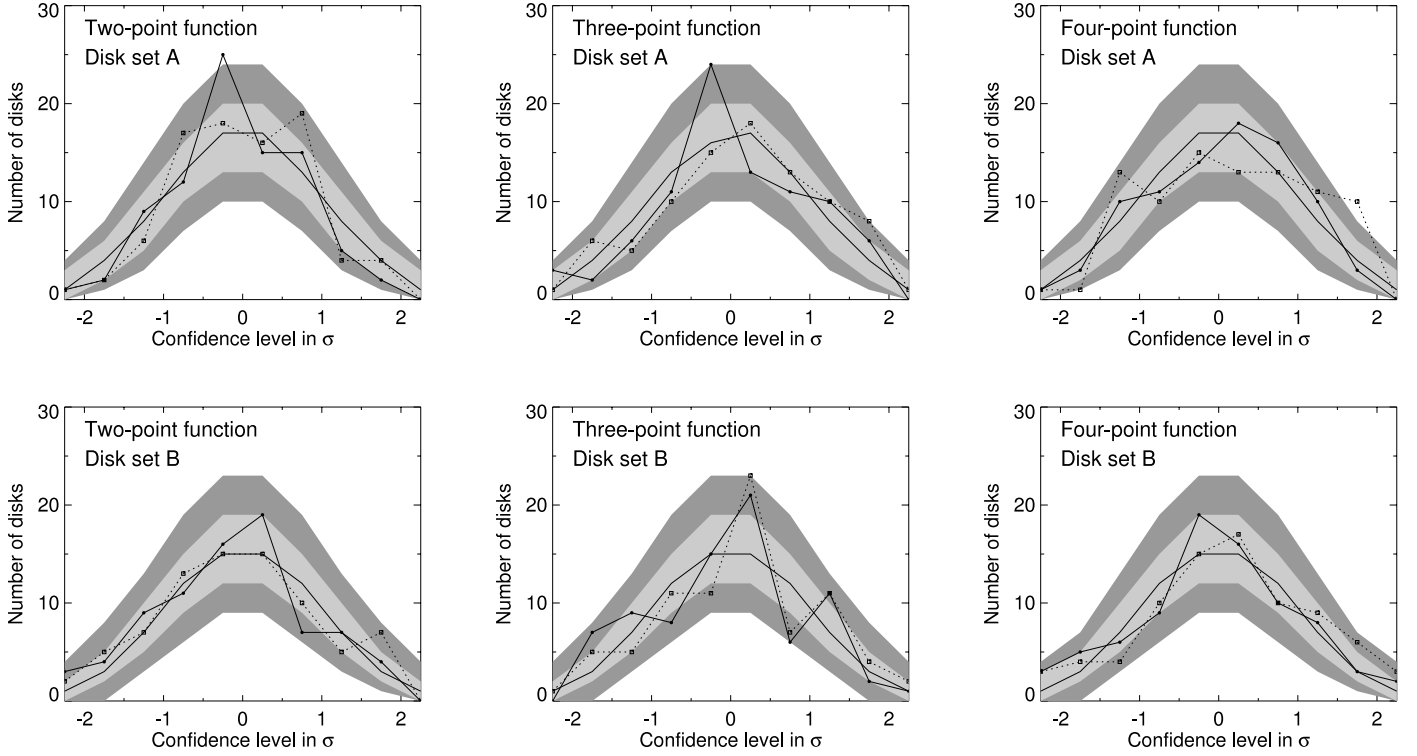 Two-point function
Disk set A
30
20
10
0
Number of disks
-2 -1 0 1 2
Confidence level in σ
Three-point function
Disk set A
30
20
10
0
Number of disks
-2 -1 0 1 2
Confidence level in σ
Four-point function
Disk set A
30
20
10
0
Number of disks
-2 -1 0 1 2
Confidence level in σ
Two-point function
Disk set B
30
20
10
0
Number of disks
-2 -1 0 1 2
Confidence level in σ
Three-point function
Disk set B
30
20
10
0
Number of disks
-2 -1 0 1 2
Confidence level in σ
Four-point function
Disk set B
30
20
10
0
Number of disks
-2 -1 0 1 2
Confidence level in σ